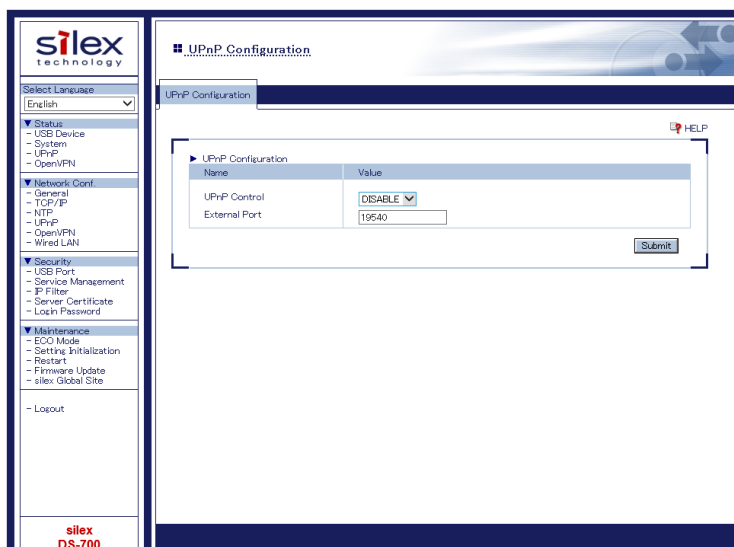 silex
technology
Select Language
English
▼ Status
- USB Device
- System
- UPnP
- OpenVPN
▼ Network Conf.
- General
- TCP/IP
- NTP
- UPnP
- OpenVPN
- Wired LAN
▼ Security
- USB Port
- Service Management
- IP Filter
- Server Certificate
- Login Password
▼ Maintenance
- ECO Mode
- Setting Initialization
- Restart
- Firmware Update
- silex Global Site
- Logout
silex
DS-700
UPnP Configuration
UPnP Configuration
HELP
UPnP Configuration
Name Value
UPnP Control DISABLE
External Port 19540
Submit